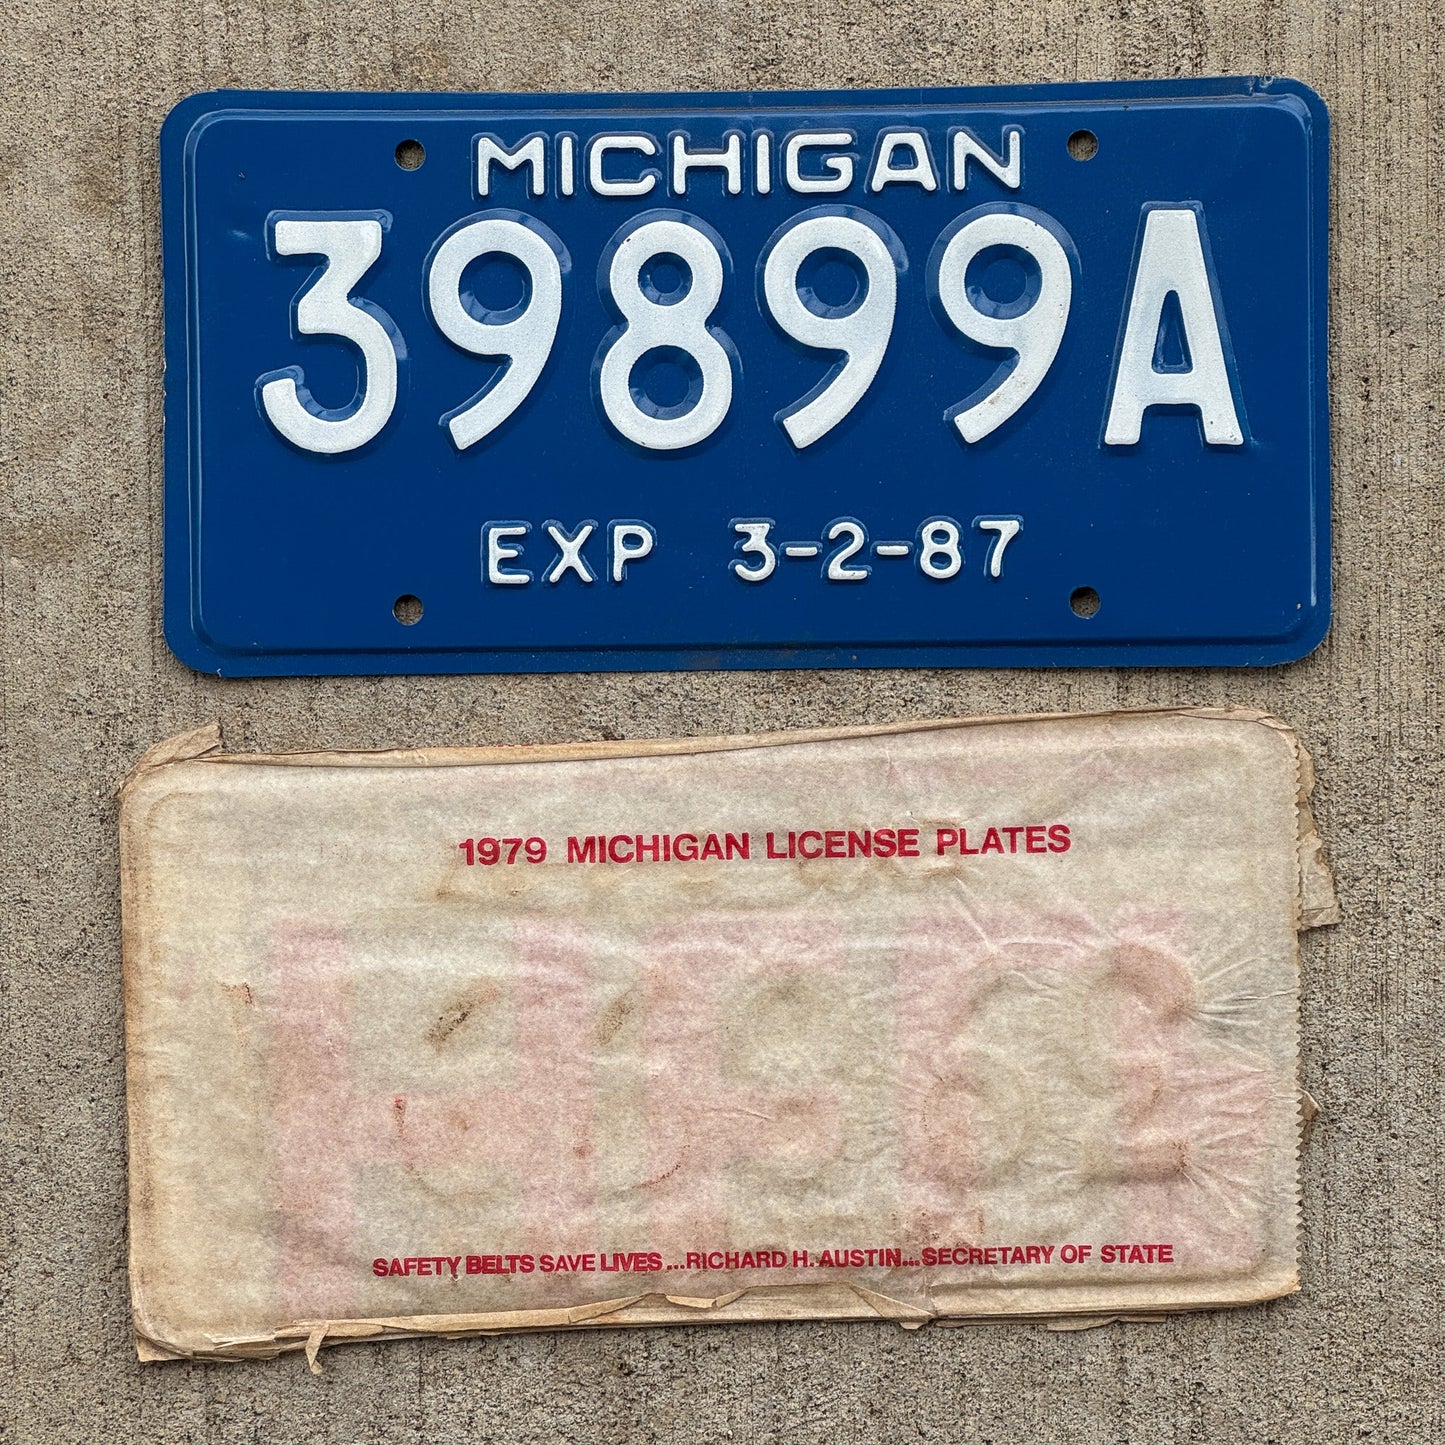 MICHIGAN
39899A
EXP 3-2-87
1979 MICHIGAN LICENSE PLATES
SAFETY BELTS SAVE LIVES...RICHARD H. AUSTIN...SECRETARY OF STATE